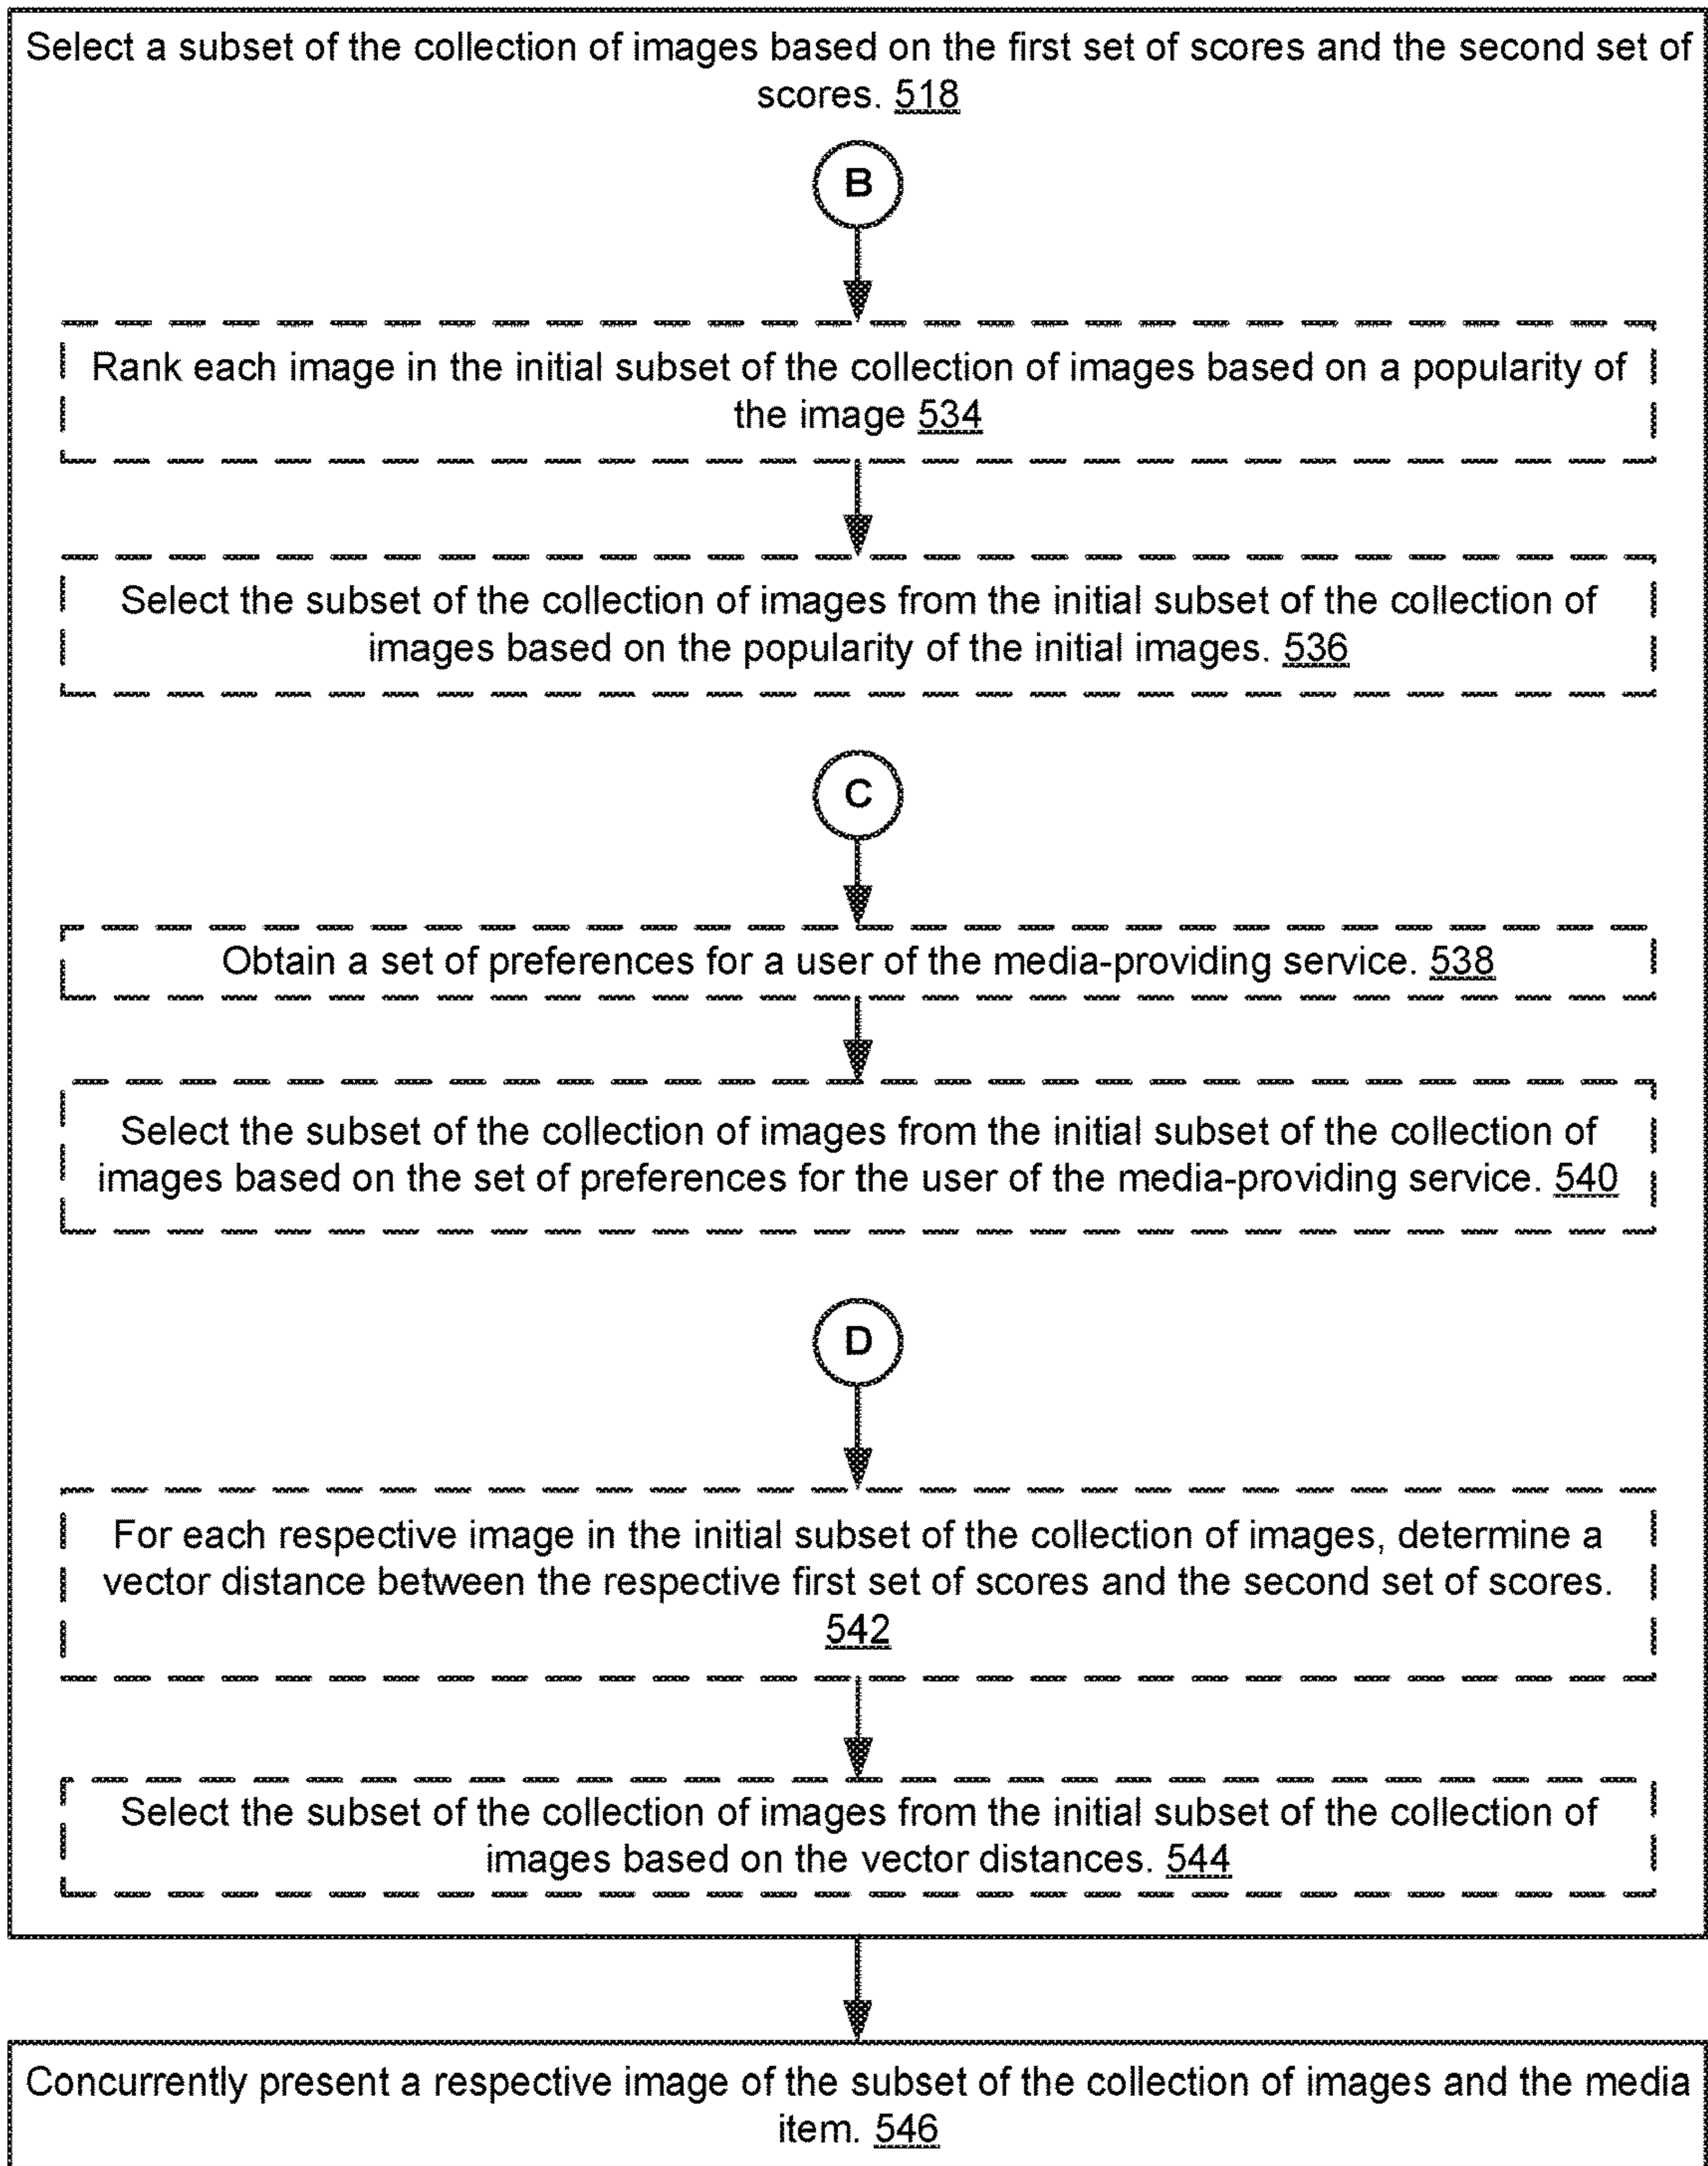 Select a subset of the collection of images based on the first set of scores and the second set of
scores. 518
B
Rank each image in the initial subset of the collection of images based on a popularity of
the image 534
Select the subset of the collection of images from the initial subset of the collection of
images based on the popularity of the initial images. 536
C
Obtain a set of preferences for a user of the media-providing service. 538
Select the subset of the collection of images from the initial subset of the collection of
images based on the set of preferences for the user of the media-providing service. 540
D
For each respective image in the initial subset of the collection of images, determine a
vector distance between the respective first set of scores and the second set of scores.
542
Select the subset of the collection of images from the initial subset of the collection of
images based on the vector distances. 544
Concurrently present a respective image of the subset of the collection of images and the media
item. 546